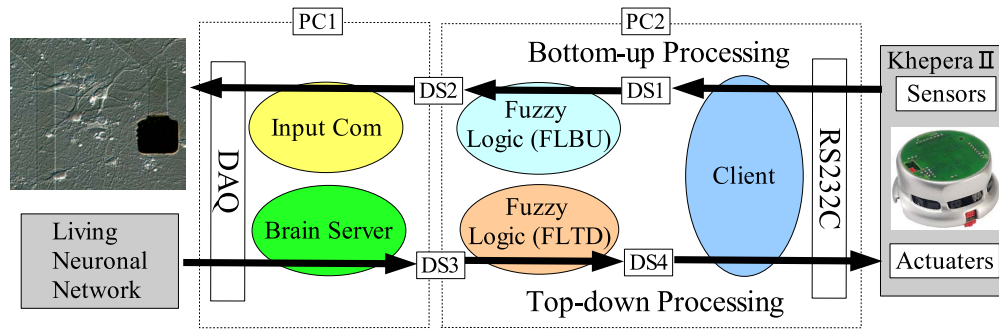 PC1
PC2
Bottom-up Processing
Khepera II
DS2
DS1
Sensors
Input Com
Fuzzy
Logic (FLBU)
DAQ
Client
RS232C
Living
Neuronal
Network
Brain Server
Fuzzy
Logic (FLTD)
DS3
DS4
Actuaters
Top-down Processing